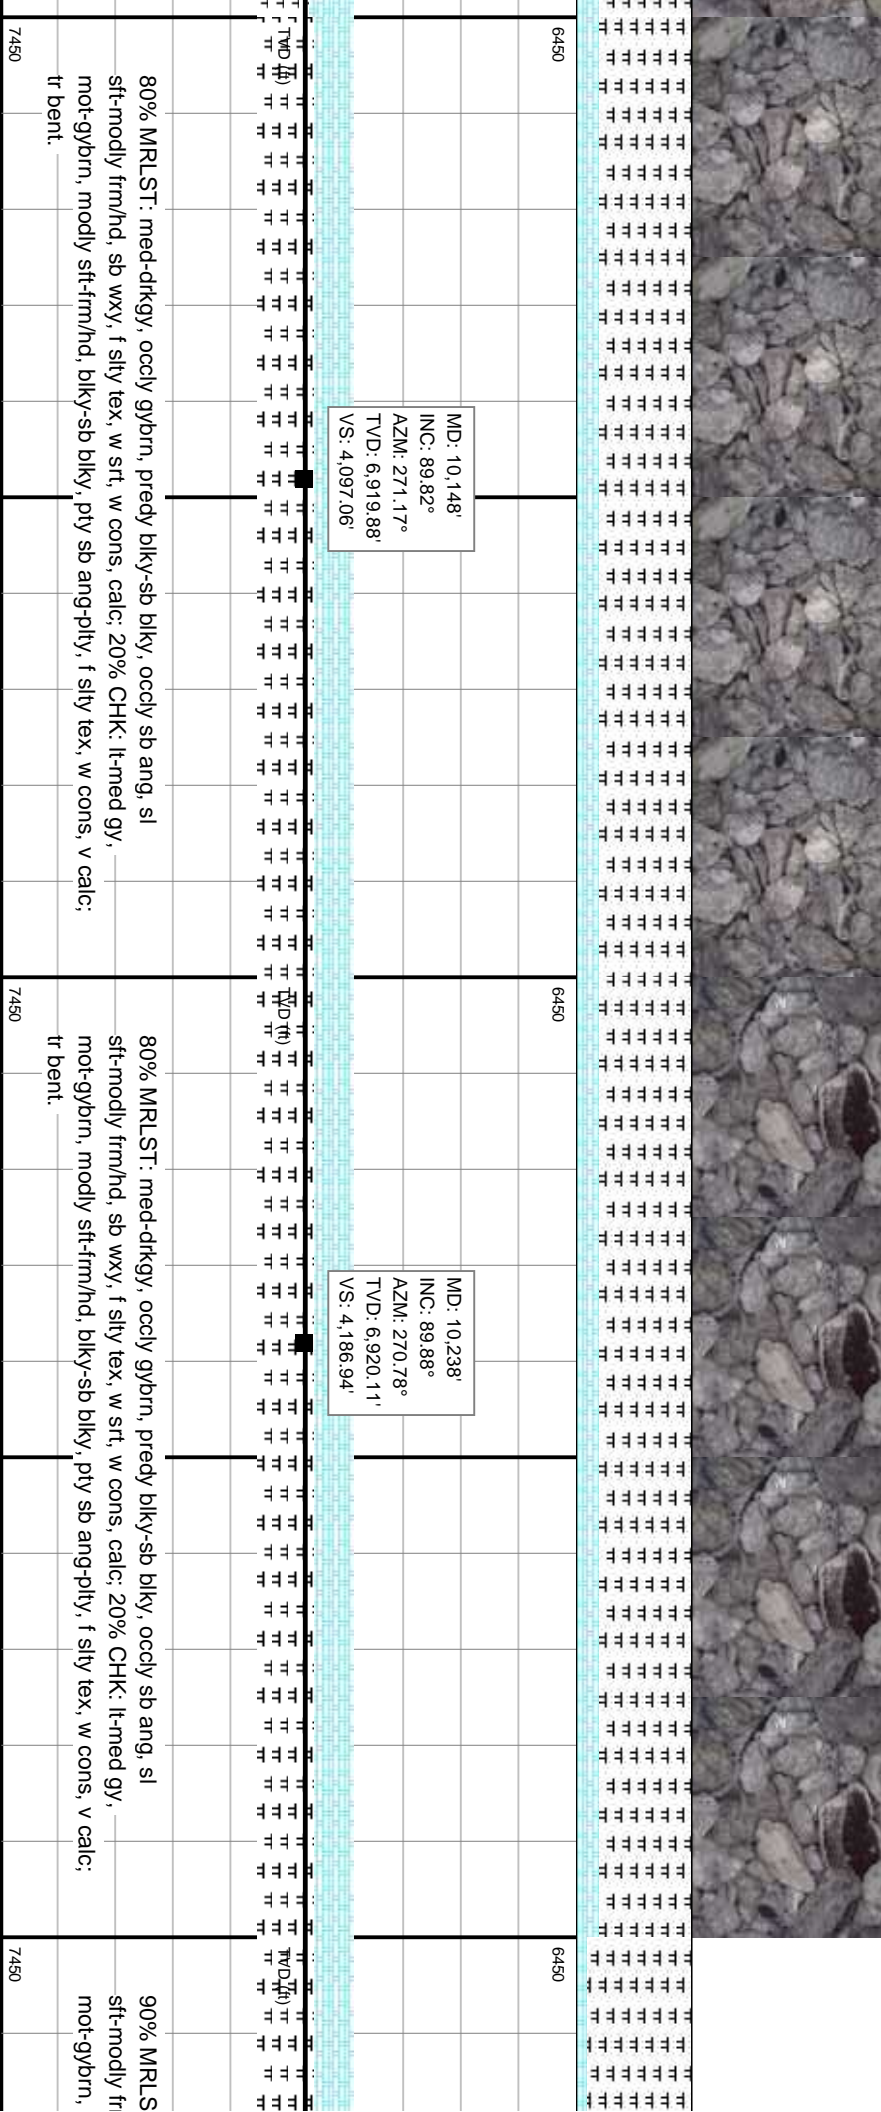 7450
TVD (ft)
6450
80% MRLST: med-drkgy, occly gybrn, predy blky-sb blky, occly sb ang, sl
sft-modly frm/hd, sb wxy, f slty tex, w srt, w cons, calc; 20% CHK: lt-med gy,
mot-gybrn, modly sft-frm/hd, blky-sb blky, pty sb ang-plty, f slty tex, w cons, v calc;
tr bent.
MD: 10,148'
INC: 89.82°
AZM: 271.17°
TVD: 6,919.88'
VS: 4,097.06'
7450
TVD (ft)
6450
80% MRLST: med-drkgy, occly gybrn, predy blky-sb blky, occly sb ang, sl
sft-modly frm/hd, sb wxy, f slty tex, w srt, w cons, calc; 20% CHK: lt-med gy,
mot-gybrn, modly sft-frm/hd, blky-sb blky, pty sb ang-plty, f slty tex, w cons, v calc;
tr bent.
MD: 10,238'
INC: 89.88°
AZM: 270.78°
TVD: 6,920.11'
VS: 4,186.94'
7450
TVD (ft)
6450
90% MRLS
sft-modly fr
mot-gybrn,